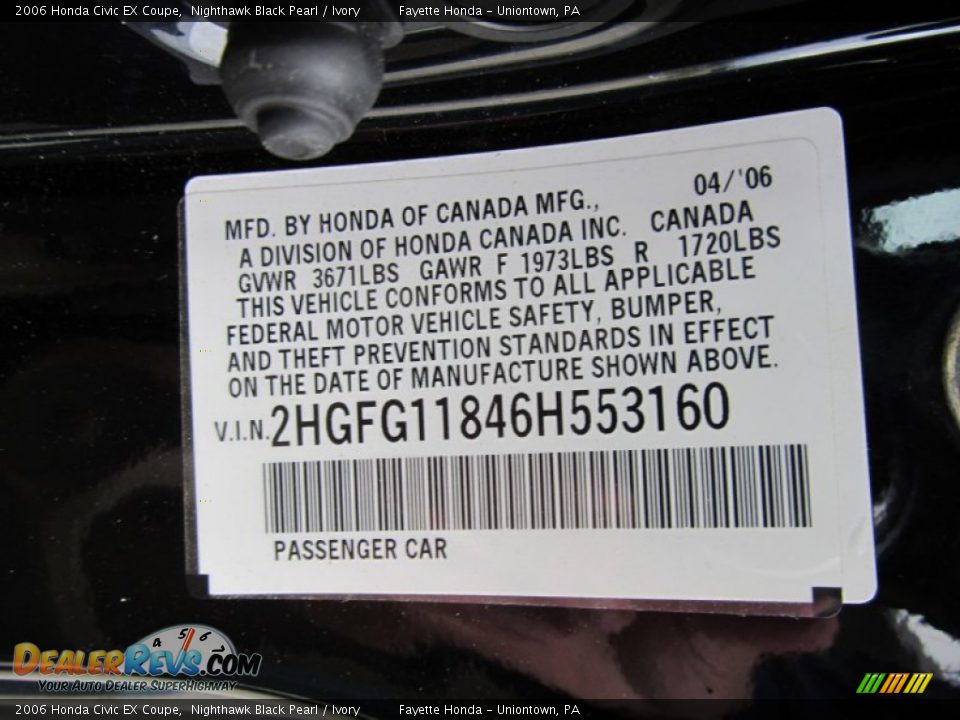 2006 Honda Civic EX Coupe, Nighthawk Black Pearl / Ivory Fayette Honda - Uniontown, PA
MFD. BY HONDA OF CANADA MFG., 04/'06
A DIVISION OF HONDA CANADA INC. CANADA
GVWR 3671LBS GAWR F 1973LBS R 1720LBS
THIS VEHICLE CONFORMS TO ALL APPLICABLE
FEDERAL MOTOR VEHICLE SAFETY, BUMPER,
AND THEFT PREVENTION STANDARDS IN EFFECT
ON THE DATE OF MANUFACTURE SHOWN ABOVE.
V.I.N. 2HGFG11846H553160
PASSENGER CAR
4 5 6
DEALERREVS.COM
YOUR AUTO DEALER SUPERHIGHWAY
2006 Honda Civic EX Coupe, Nighthawk Black Pearl / Ivory Fayette Honda - Uniontown, PA